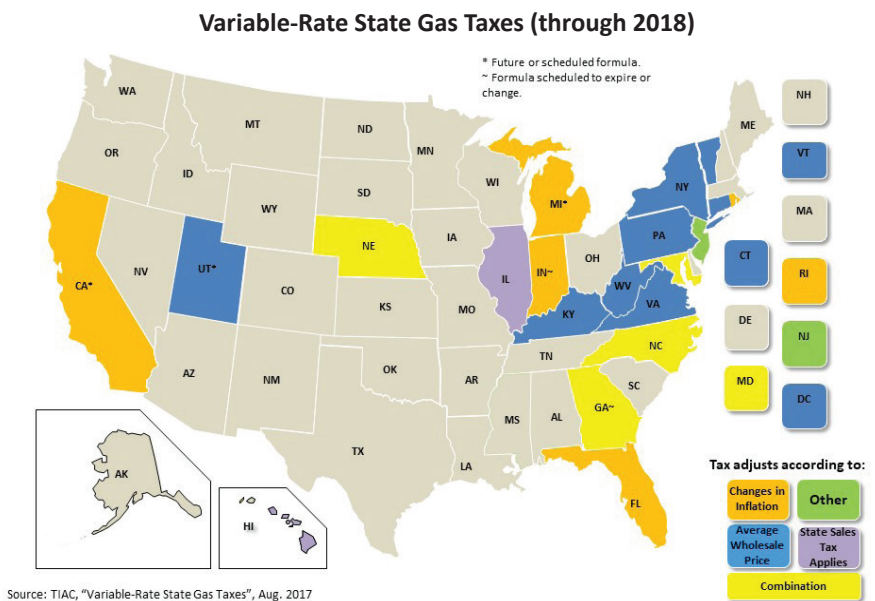 Variable-Rate State Gas Taxes (through 2018)
* Future or scheduled formula.
~ Formula scheduled to expire or
change.
WA
MT
ND
MN
ME
NH
OR
ID
WY
SD
WI
MI*
NY
VT
MA
NV
UT*
CO
NE
IA
IL
IN~
OH
PA
CT
RI
CA*
KS
MO
KY
WV
VA
DE
NJ
AZ
NM
OK
AR
TN
NC
MD
DC
TX
LA
MS
AL
GA~
SC
FL
AK
HI
Tax adjusts according to:
Changes in
Inflation
Other
Average
Wholesale
Price
State Sales
Tax
Applies
Combination
Source: TIAC, "Variable-Rate State Gas Taxes", Aug. 2017